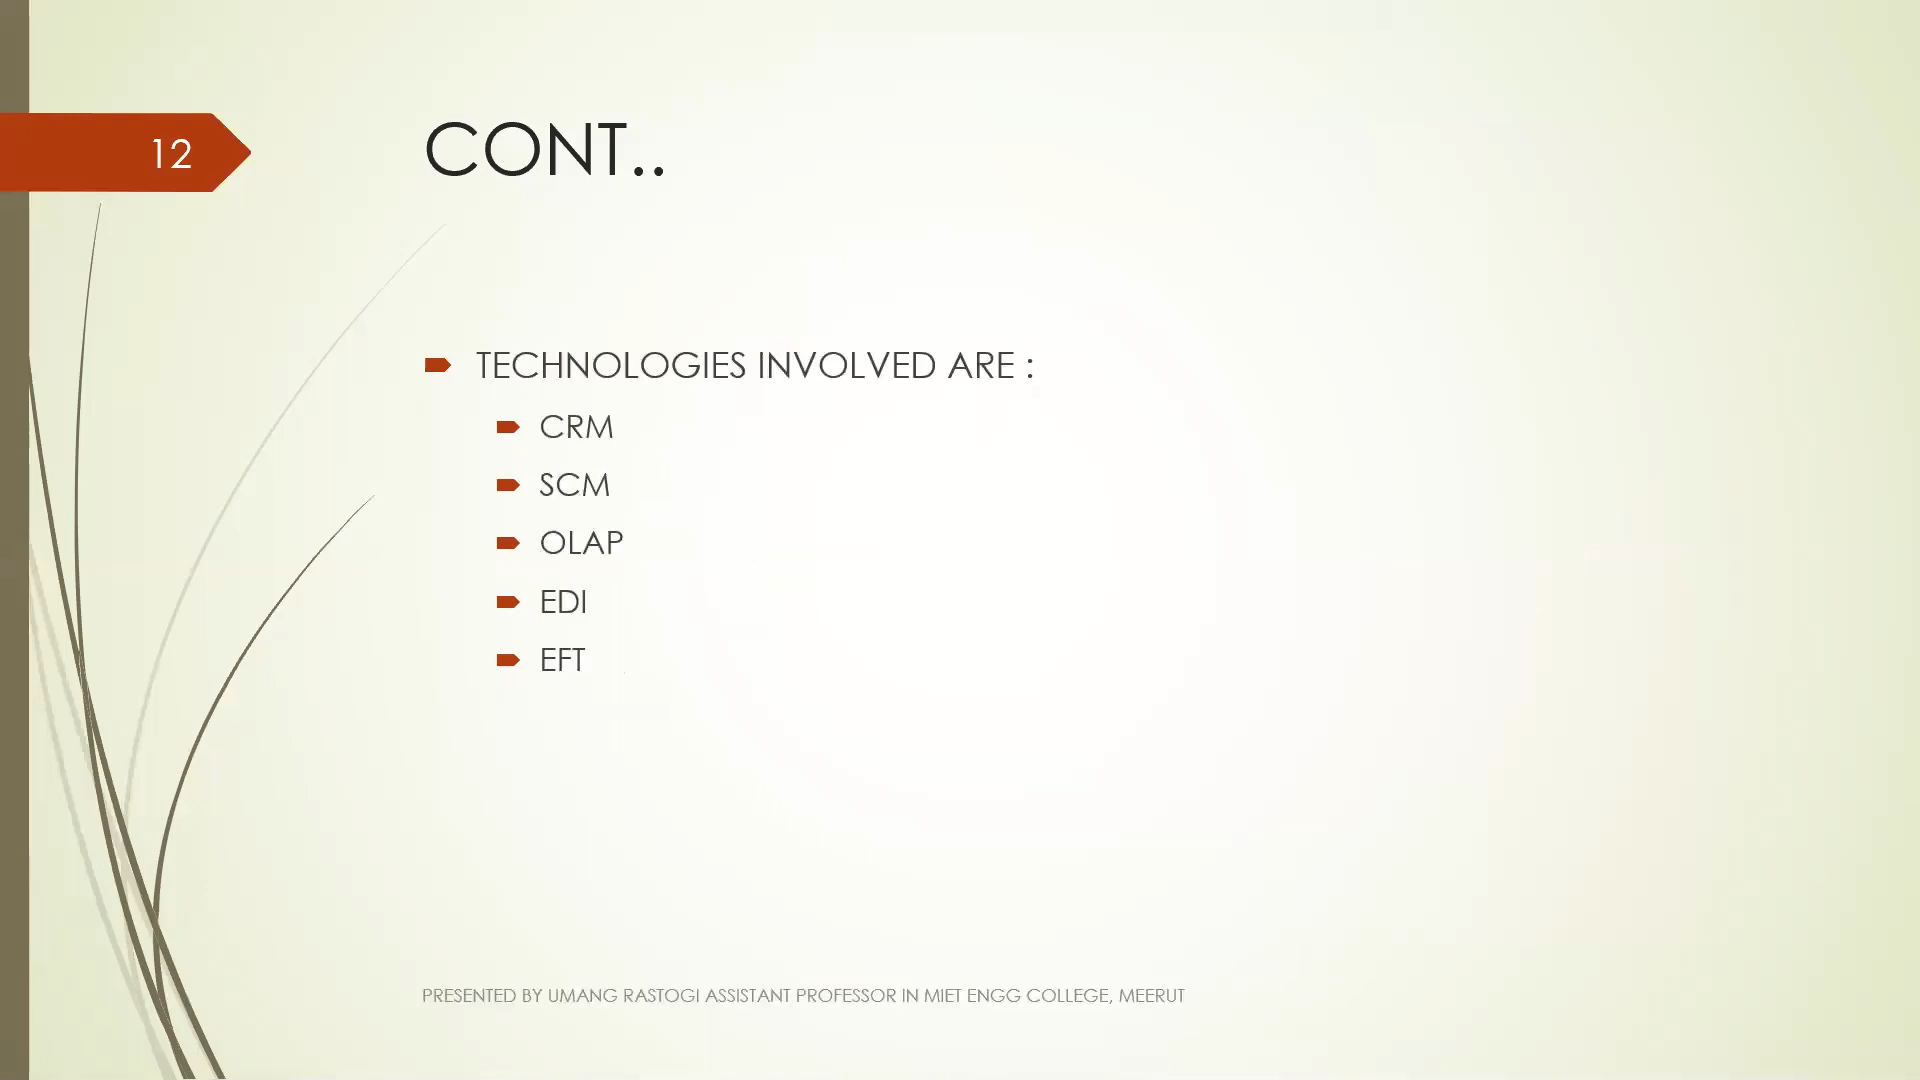 12
CONT..
TECHNOLOGIES INVOLVED ARE :
CRM
SCM
OLAP
EDI
EFT
PRESENTED BY UMANG RASTOGI ASSISTANT PROFESSOR IN MIET ENGG COLLEGE, MEERUT